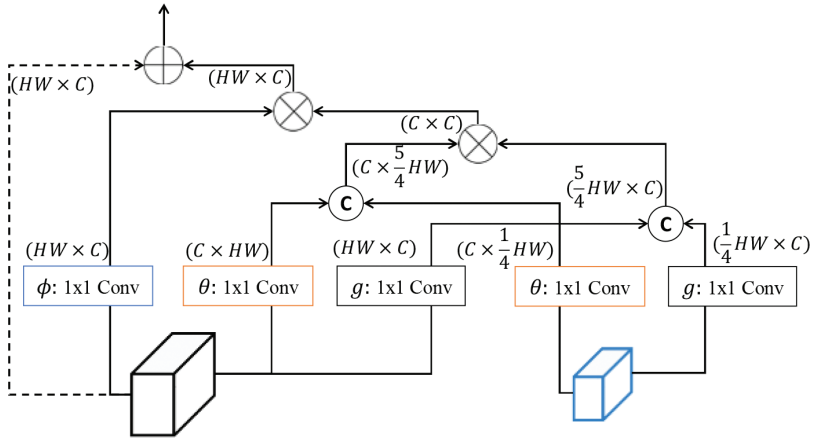 (HW × C)
(HW × C)
(C × C)
(C × 5/4 HW)
(5/4 HW × C)
C
C
(HW × C)
(C × HW)
(HW × C)
(C × 1/4 HW)
(1/4 HW × C)
ϕ: 1x1 Conv
θ: 1x1 Conv
g: 1x1 Conv
θ: 1x1 Conv
g: 1x1 Conv